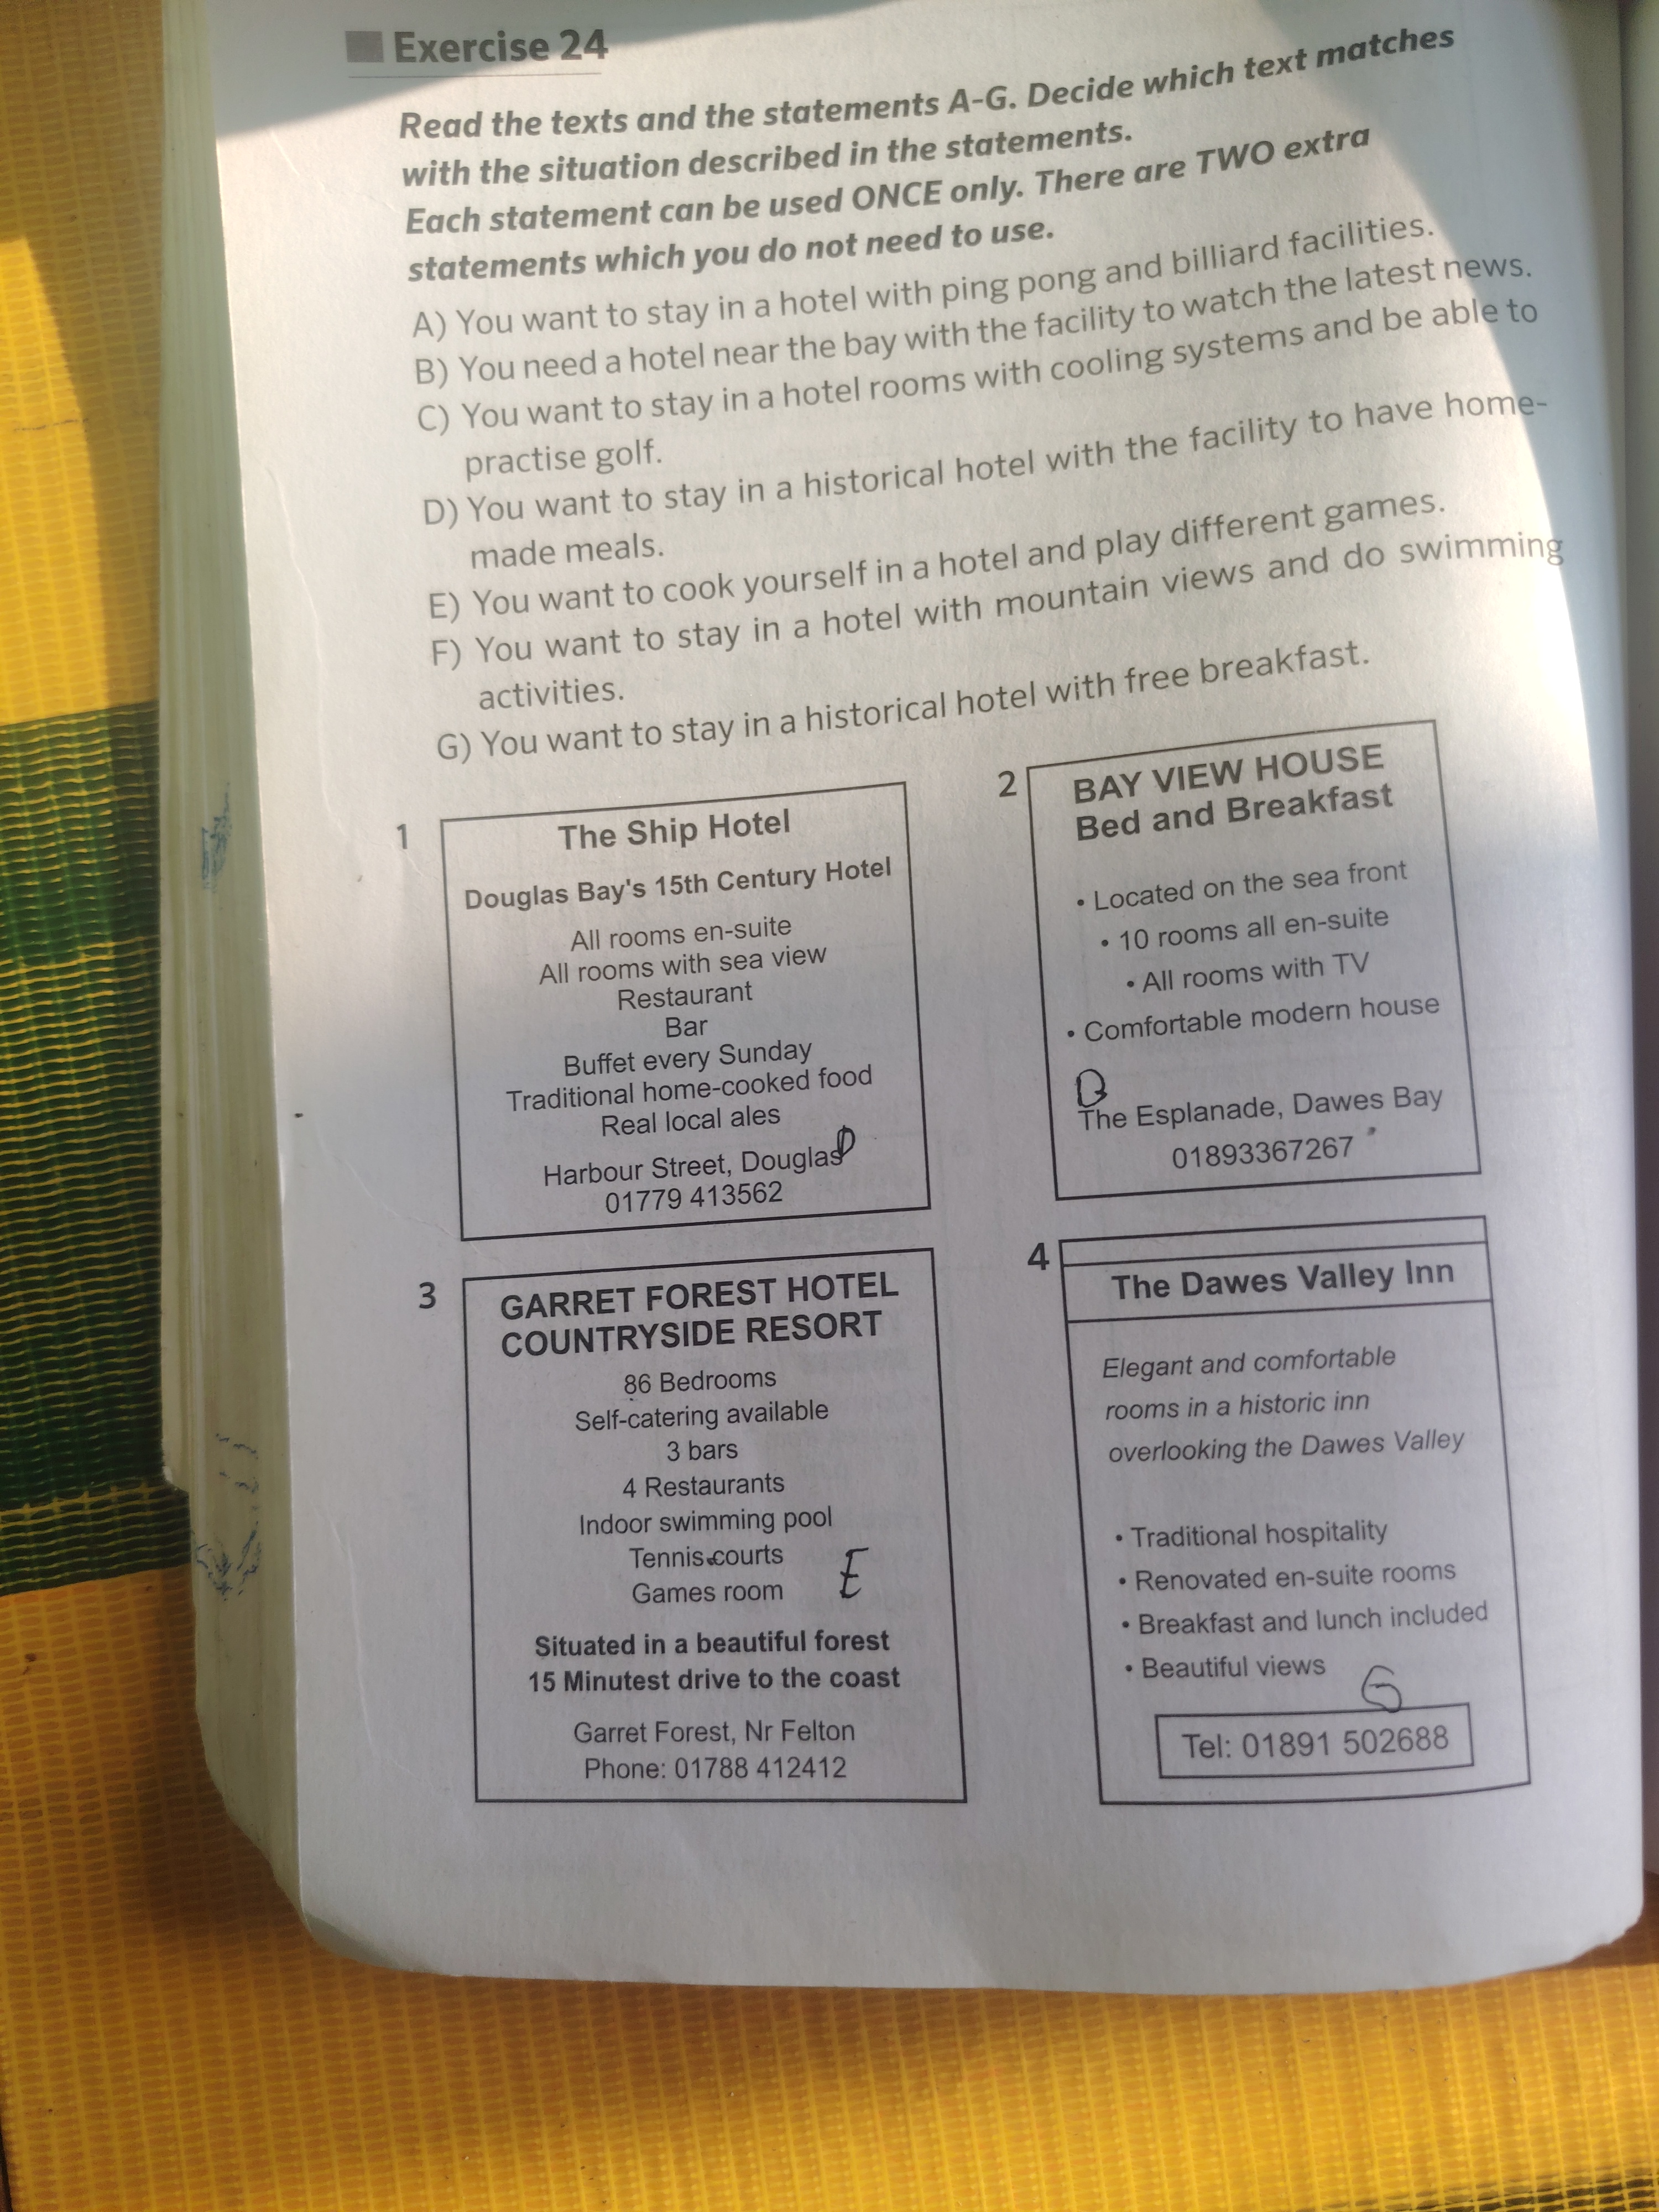 Exercise 24
Read the texts and the statements A-G. Decide which text matches
with the situation described in the statements.
Each statement can be used ONCE only. There are TWO extra
statements which you do not need to use.
A) You want to stay in a hotel with ping pong and billiard facilities.
B) You need a hotel near the bay with the facility to watch the latest news.
C) You want to stay in a hotel rooms with cooling systems and be able to
practise golf.
D) You want to stay in a historical hotel with the facility to have home-
made meals.
E) You want to cook yourself in a hotel and play different games.
F) You want to stay in a hotel with mountain views and do swimming
activities.
G) You want to stay in a historical hotel with free breakfast.
1
The Ship Hotel
Douglas Bay's 15th Century Hotel
All rooms en-suite
All rooms with sea view
Restaurant
Bar
Buffet every Sunday
Traditional home-cooked food
Real local ales
D
Harbour Street, Douglas
01779 413562
2
BAY VIEW HOUSE
Bed and Breakfast
• Located on the sea front
• 10 rooms all en-suite
• All rooms with TV
• Comfortable modern house
B
The Esplanade, Dawes Bay
01893367267
3
GARRET FOREST HOTEL
COUNTRYSIDE RESORT
86 Bedrooms
Self-catering available
3 bars
4 Restaurants
Indoor swimming pool
Tennis courts
Games room
E
Situated in a beautiful forest
15 Minutest drive to the coast
Garret Forest, Nr Felton
Phone: 01788 412412
4
The Dawes Valley Inn
Elegant and comfortable
rooms in a historic inn
overlooking the Dawes Valley
• Traditional hospitality
• Renovated en-suite rooms
• Breakfast and lunch included
• Beautiful views
G
Tel: 01891 502688